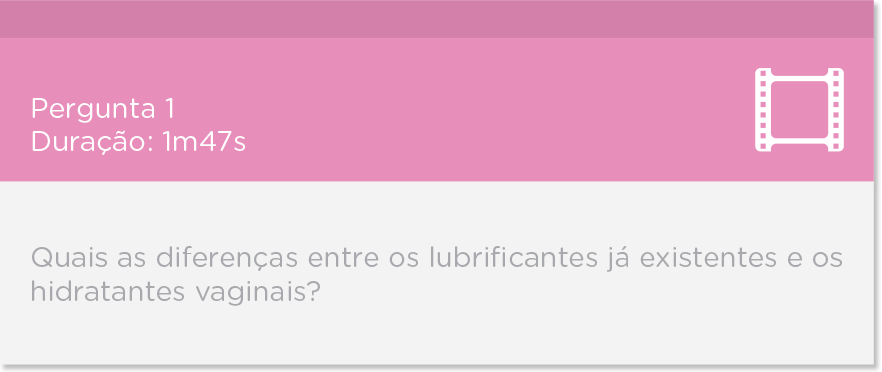 Pergunta 1
Duração: 1m47s
Quais as diferenças entre os lubrificantes já existentes e os
hidratantes vaginais?